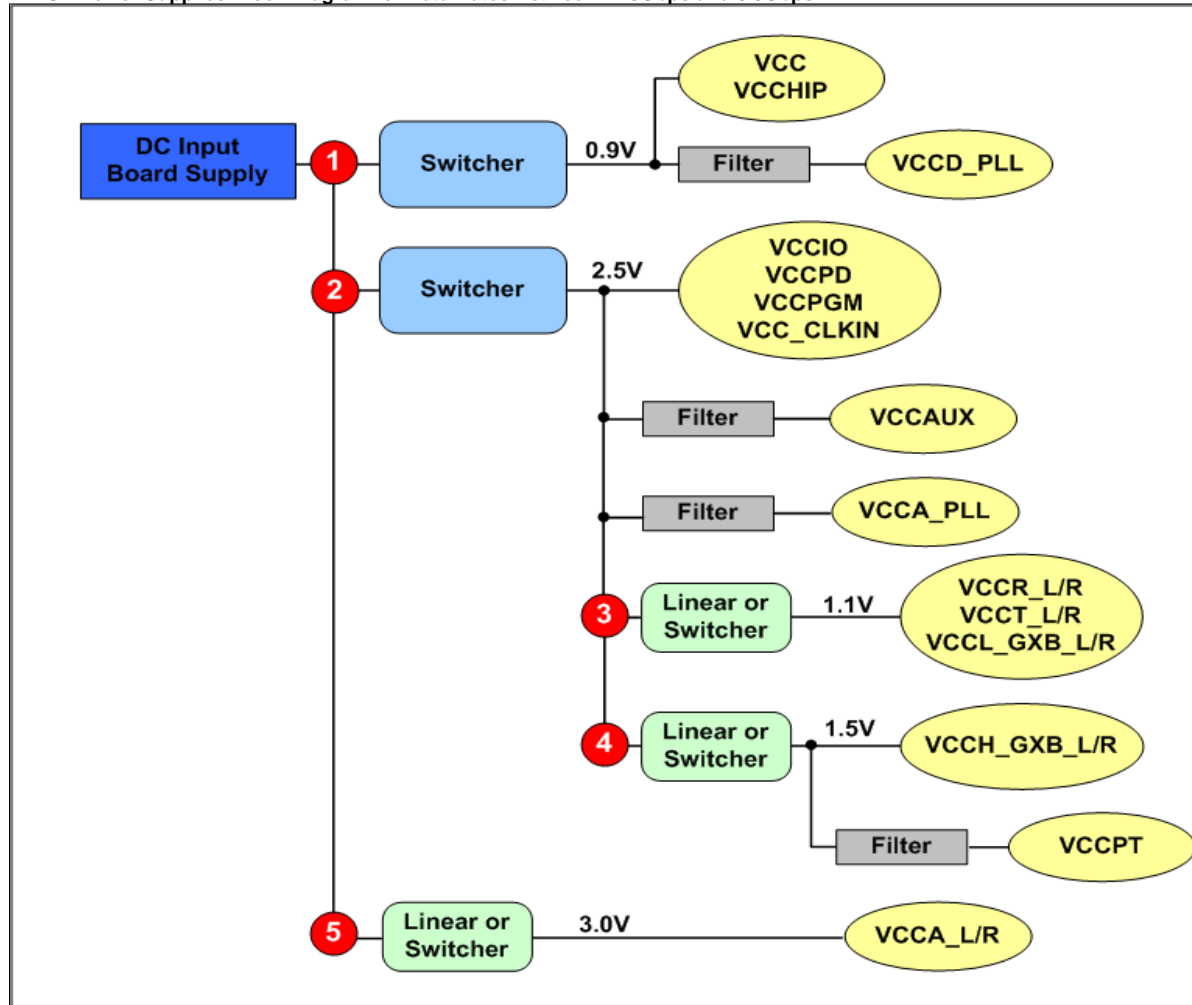 DC Input
Board Supply
1
Switcher
0.9V
VCC
VCCHIP
Filter
VCCD_PLL
2
Switcher
2.5V
VCCIO
VCCPD
VCCPGM
VCC_CLKIN
Filter
VCCAUX
Filter
VCCA_PLL
3
Linear or
Switcher
1.1V
VCCR_L/R
VCCT_L/R
VCCL_GXB_L/R
4
Linear or
Switcher
1.5V
VCCH_GXB_L/R
Filter
VCCPT
5
Linear or
Switcher
3.0V
VCCA_L/R